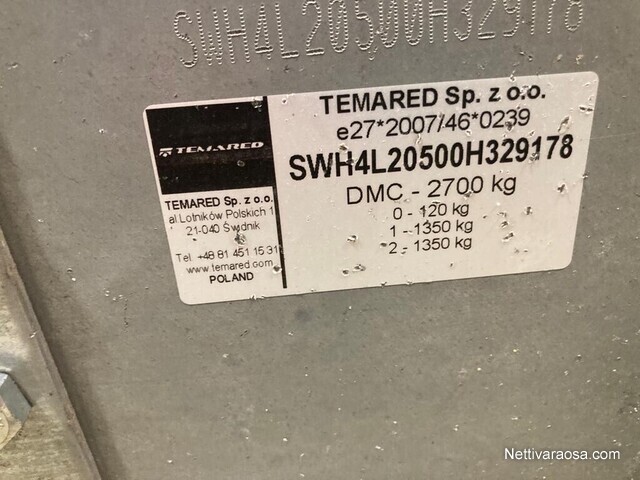 SWH4L20500H329178
TEMARED Sp. z o.o.
e27*2007/46*0239
SWH4L20500H329178
DMC - 2700 kg
0 - 120 kg
1 - 1350 kg
2 - 1350 kg
TEMARED
TEMARED Sp. z o.o.
al.Lotników Polskich 1
21-040 Świdnik
Tel. +48 81 451 15 31
www.temared.com
POLAND
Nettivaraosa.com